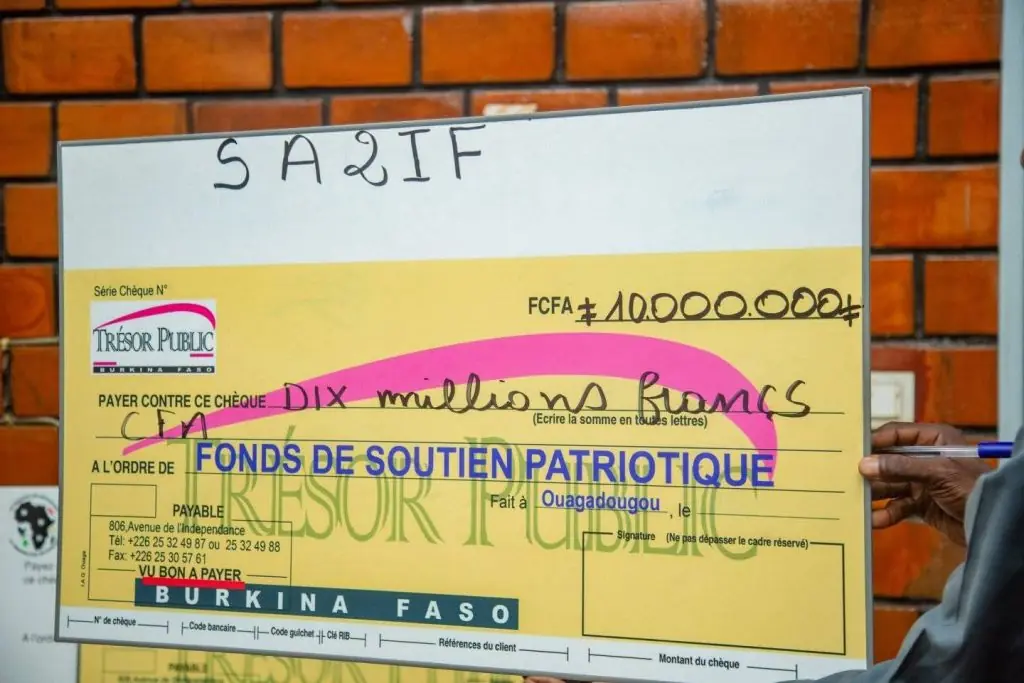 SA2IF
Série Chèque N°
FCFA ‡10.000.000‡
TRÉSOR PUBLIC
BURKINA FASO
PAYER CONTRE CE CHÈQUE DIX millions francs
(Ecrire la somme en toutes lettres)
CFA
A L'ORDRE DE FONDS DE SOUTIEN PATRIOTIQUE
TRÉSOR PUBLIC
Fait à Ouagadougou , le
PAYABLE
806,Avenue de l'Independance
Tél: +226 25 32 49 87 ou 25 32 49 88
Fax: +226 25 30 57 61
VU BON A PAYER
Signature (Ne pas dépasser le cadre réservé)
BURKINA FASO
N° de chèque Code bancaire Code guichet Clé RIB Références du client Montant du chèque